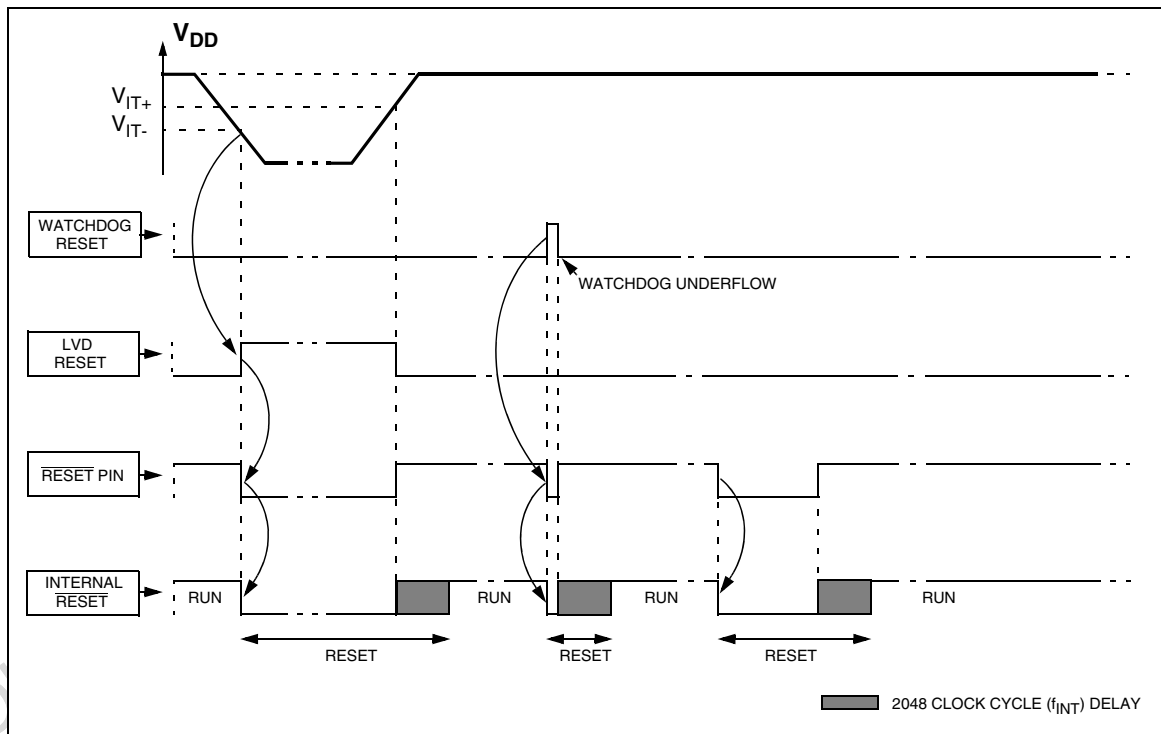 VDD
VIT+
VIT-
WATCHDOG
RESET
WATCHDOG UNDERFLOW
LVD
RESET
RESET PIN
INTERNAL
RESET
RUN
RUN
RUN
RUN
RESET
RESET
RESET
2048 CLOCK CYCLE (fINT) DELAY